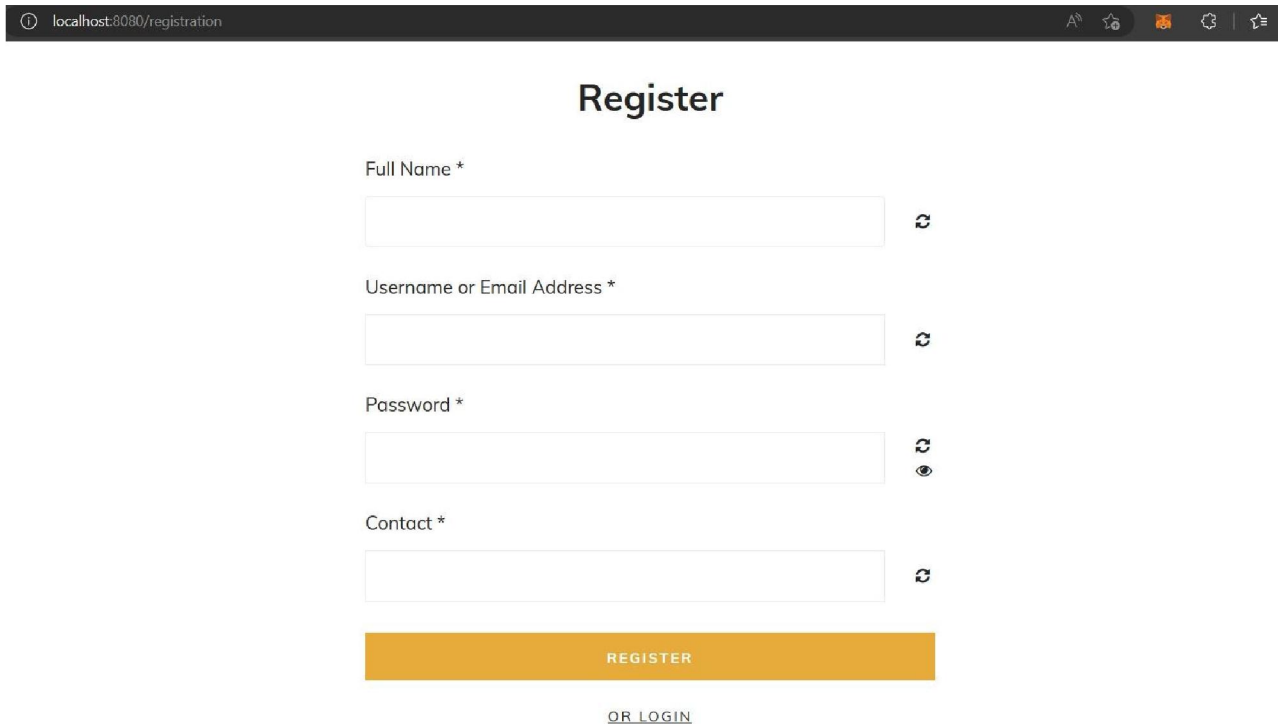 localhost:8080/registration
Register
Full Name *
Username or Email Address *
Password *
Contact *
REGISTER
OR LOGIN